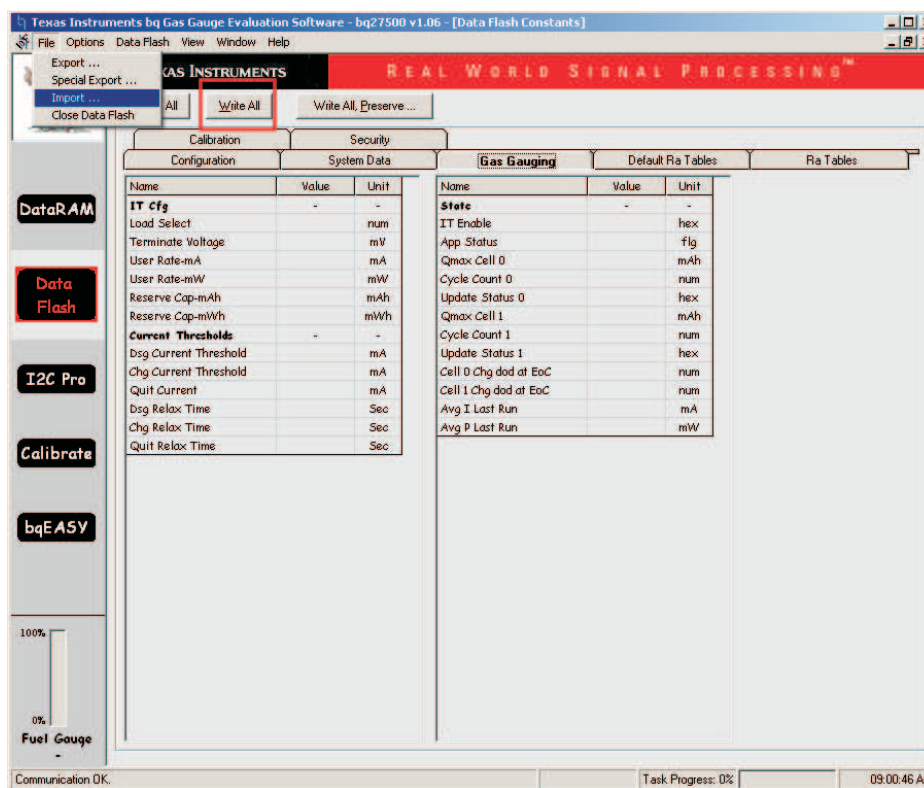 Texas Instruments bq Gas Gauge Evaluation Software - bq27500 v1.06 - [Data Flash Constants]
File Options Data Flash View Window Help
Export ...
Special Export ...
Import ...
Close Data Flash
XAS INSTRUMENTS
REAL WORLD SIGNAL PROCESSING™
All Write All Write All, Preserve ...
Calibration Security
Configuration System Data Gas Gauging Default Ra Tables Ra Tables
DataRAM
Data
Flash
I2C Pro
Calibrate
bqEASY
100%
0%
Fuel Gauge
-
Name Value Unit
IT Cfg - -
Load Select num
Terminate Voltage mV
User Rate-mA mA
User Rate-mW mW
Reserve Cap-mAh mAh
Reserve Cap-mWh mWh
Current Thresholds - -
Dsg Current Threshold mA
Chg Current Threshold mA
Quit Current mA
Dsg Relax Time Sec
Chg Relax Time Sec
Quit Relax Time Sec
Name Value Unit
State - -
IT Enable hex
App Status flg
Qmax Cell 0 mAh
Cycle Count 0 num
Update Status 0 hex
Qmax Cell 1 mAh
Cycle Count 1 num
Update Status 1 hex
Cell 0 Chg dod at EoC num
Cell 1 Chg dod at EoC num
Avg I Last Run mA
Avg P Last Run mW
Communication OK. Task Progress: 0% 09:00:46 A